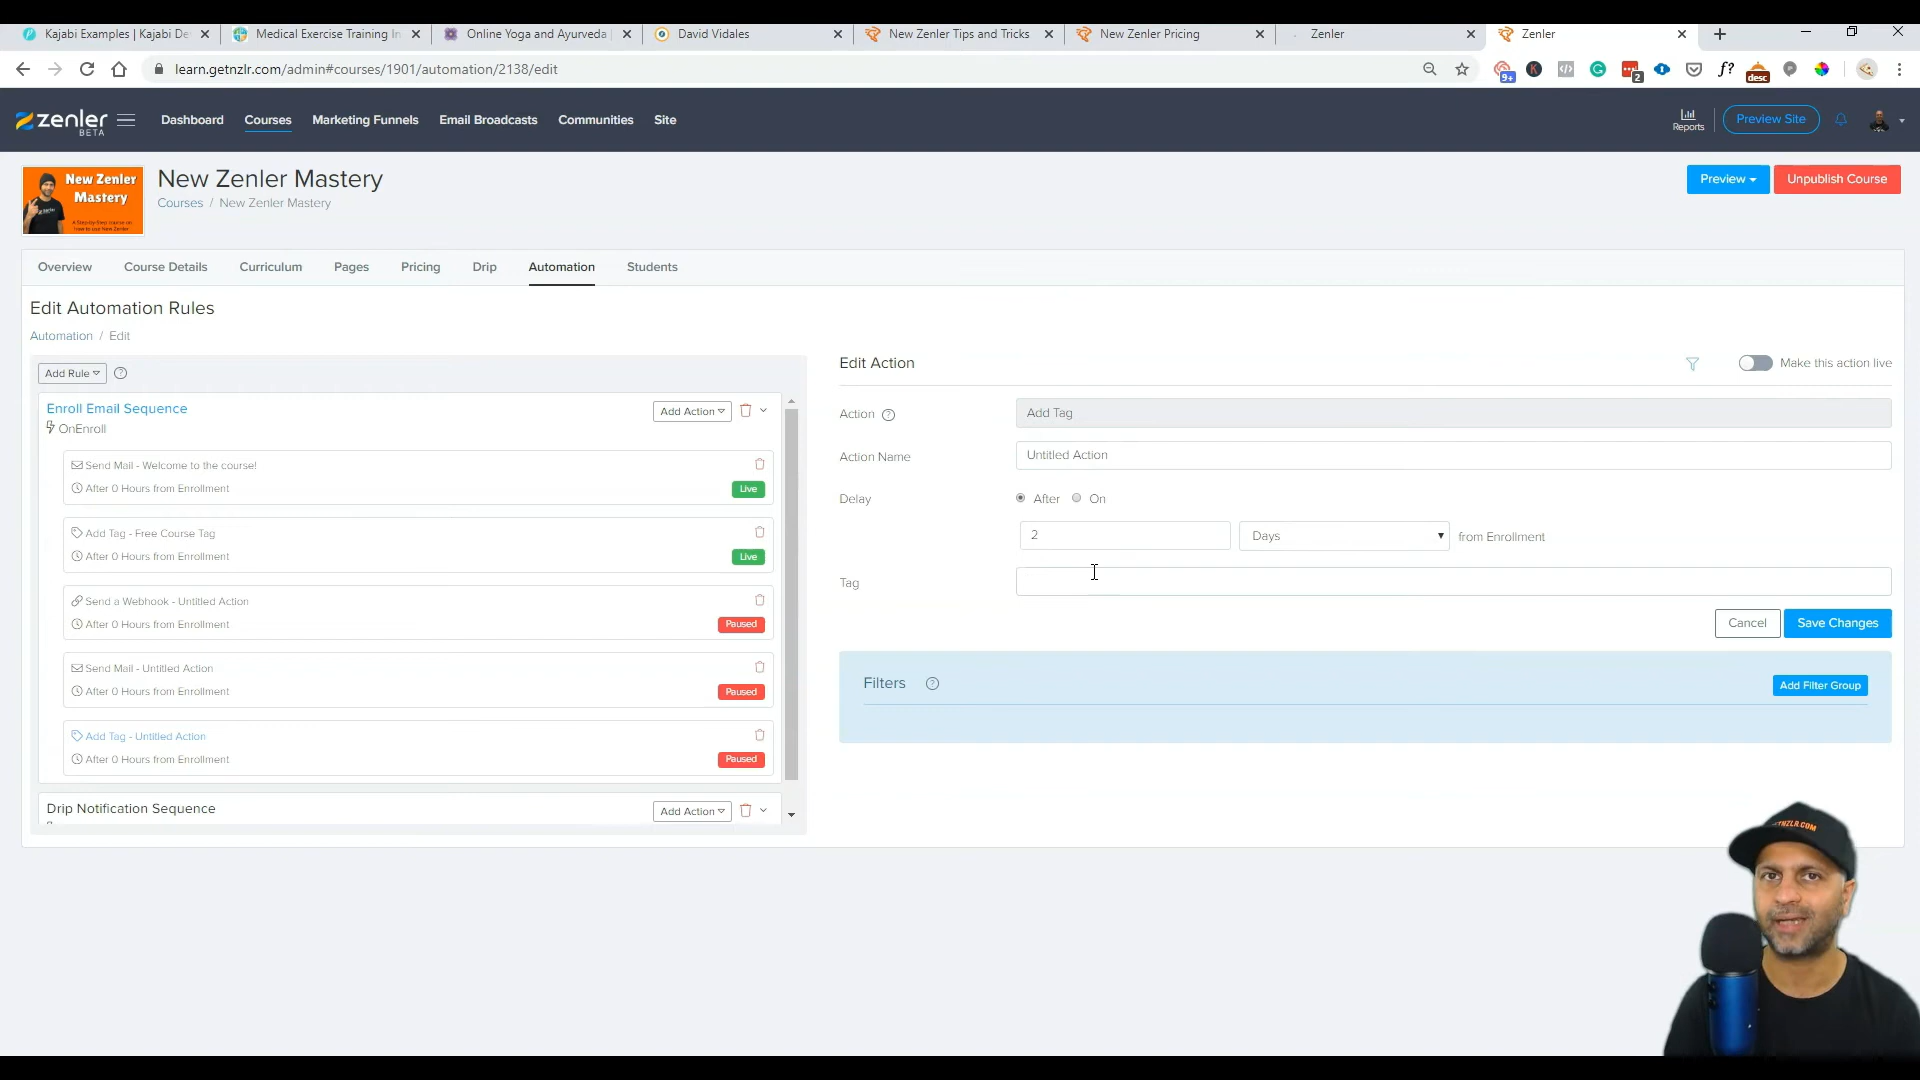 Kajabi Examples | Kajabi De
Medical Exercise Training In
Online Yoga and Ayurveda
David Vidales
New Zenler Tips and Tricks
New Zenler Pricing
Zenler
Zenler
learn.getnzlr.com/admin#courses/1901/automation/2138/edit
9+
K
2
f?
desc
zenler
BETA
Dashboard
Courses
Marketing Funnels
Email Broadcasts
Communities
Site
Reports
Preview Site
New Zenler
Mastery
New Zenler Mastery
Courses / New Zenler Mastery
Preview
Unpublish Course
Overview
Course Details
Curriculum
Pages
Pricing
Drip
Automation
Students
Edit Automation Rules
Automation / Edit
Add Rule
Enroll Email Sequence
Add Action
OnEnroll
Send Mail - Welcome to the course!
After 0 Hours from Enrollment
Live
Add Tag - Free Course Tag
After 0 Hours from Enrollment
Live
Send a Webhook - Untitled Action
After 0 Hours from Enrollment
Paused
Send Mail - Untitled Action
After 0 Hours from Enrollment
Paused
Add Tag - Untitled Action
After 0 Hours from Enrollment
Paused
Drip Notification Sequence
Add Action
Edit Action
Make this action live
Action
Add Tag
Action Name
Untitled Action
Delay
After
On
2
Days
from Enrollment
Tag
Cancel
Save Changes
Filters
Add Filter Group